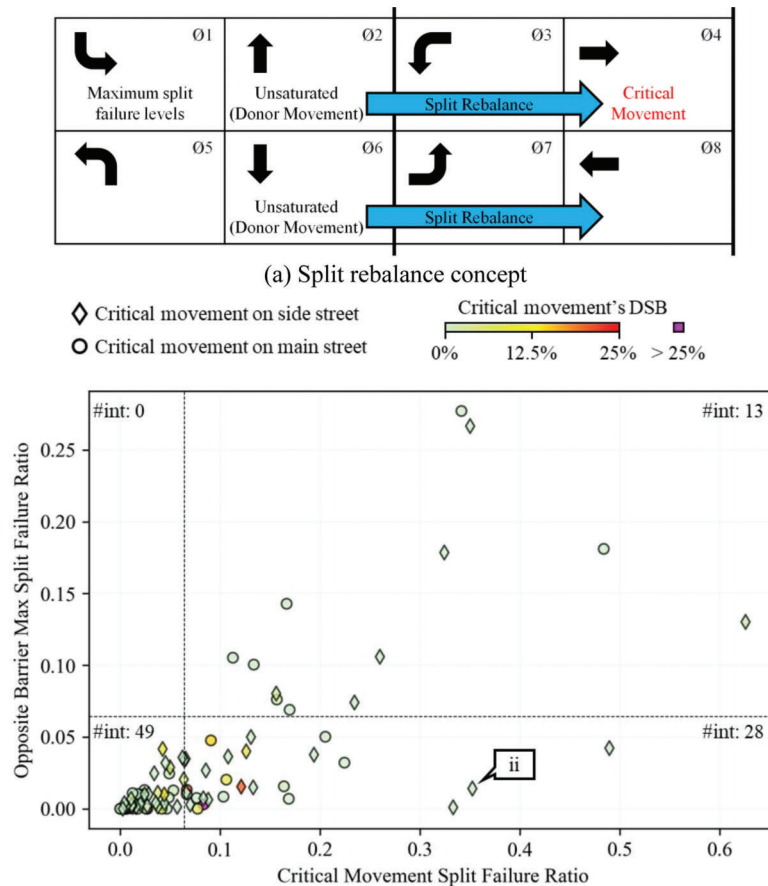 Ø1 Ø2 Ø3 Ø4
Maximum split
failure levels
Unsaturated
(Donor Movement)
Split Rebalance
Critical
Movement
Ø5 Ø6 Ø7 Ø8
Unsaturated
(Donor Movement)
Split Rebalance
(a) Split rebalance concept
Critical movement on side street
Critical movement on main street
Critical movement's DSB
0% 12.5% 25% > 25%
#int: 0 #int: 13
#int: 49 #int: 28
ii
Opposite Barrier Max Split Failure Ratio
0.25
0.20
0.15
0.10
0.05
0.00
0.0 0.1 0.2 0.3 0.4 0.5 0.6
Critical Movement Split Failure Ratio